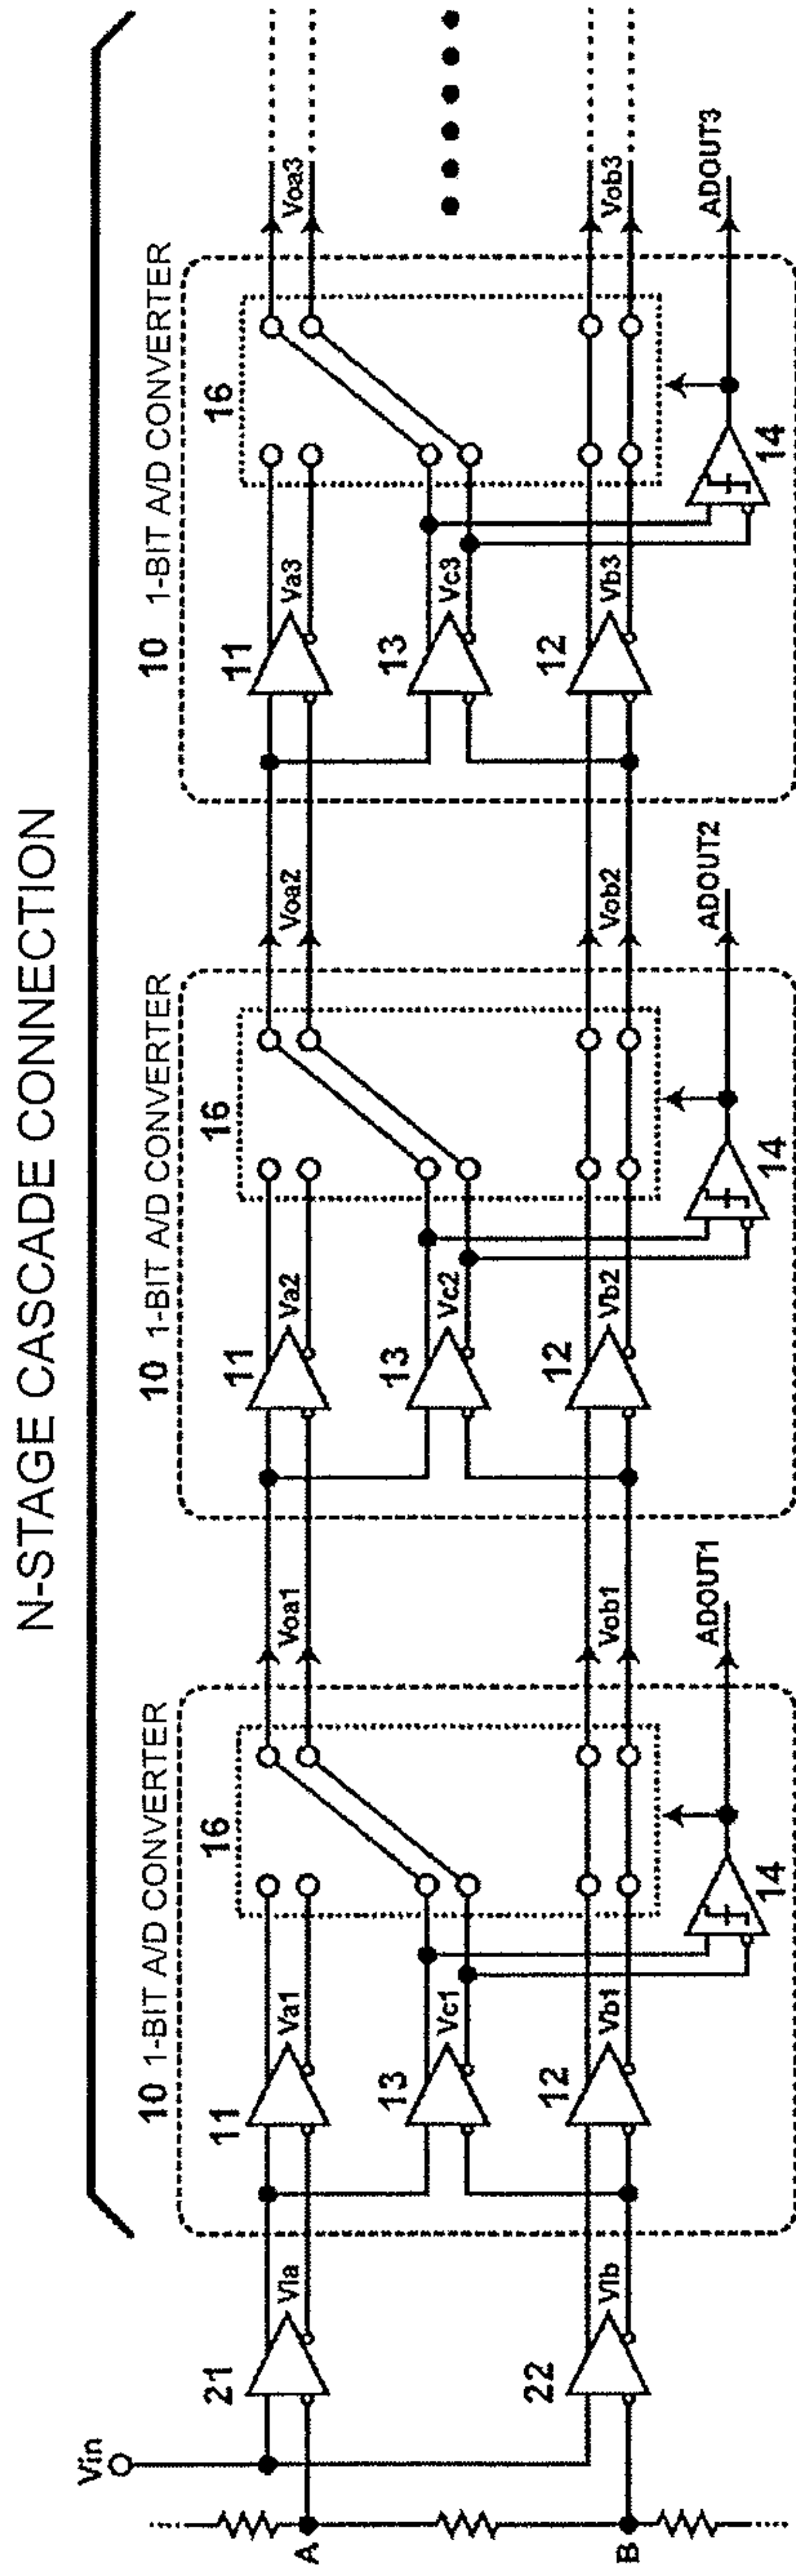 N-STAGE CASCADE CONNECTION
10 1-BIT A/D CONVERTER
10 1-BIT A/D CONVERTER
10 1-BIT A/D CONVERTER
Vin
A
B
21
VIa
22
VIb
11
Va1
13
Vc1
12
Vb1
16
14
Voa1
Vob1
ADOUT1
11
Va2
13
Vc2
12
Vb2
16
14
Voa2
Vob2
ADOUT2
11
Va3
13
Vc3
12
Vb3
16
14
Voa3
Vob3
ADOUT3